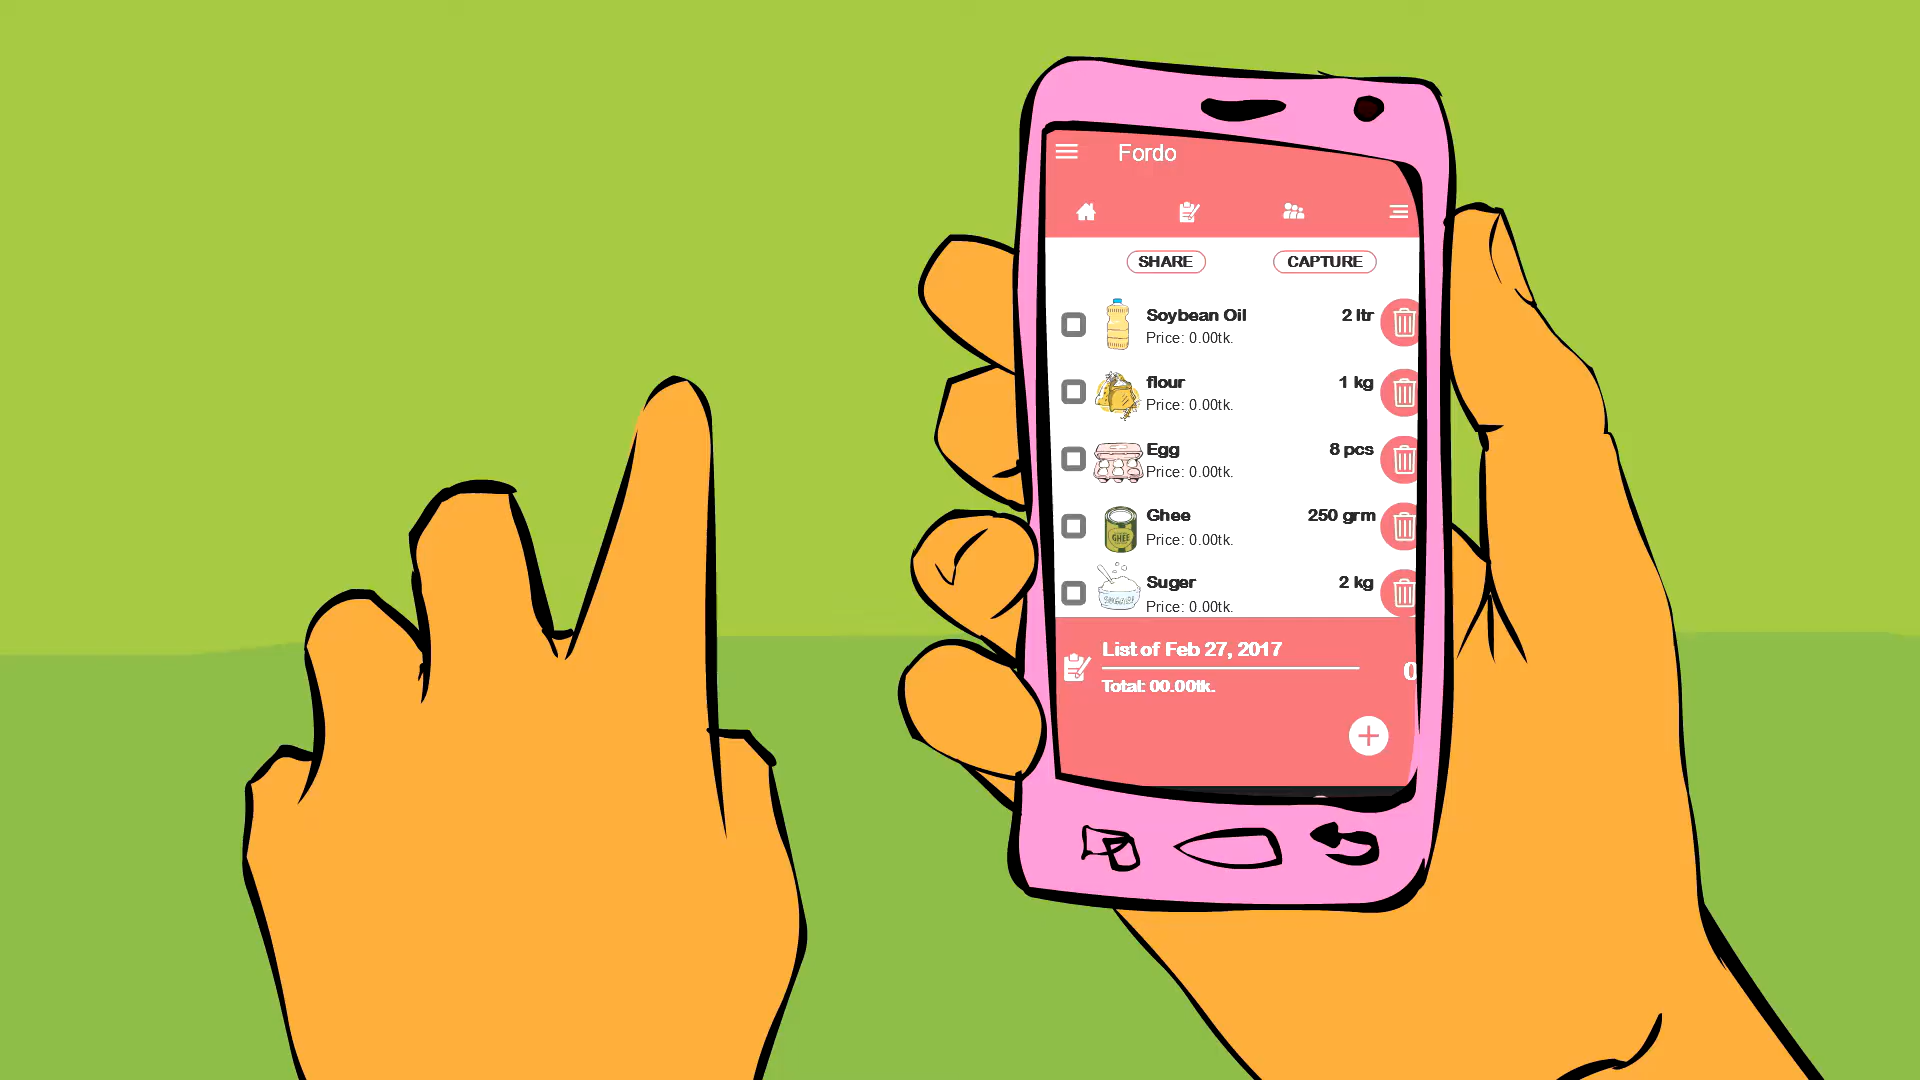 Fordo
SHARE CAPTURE
Soybean Oil 2 ltr
Price: 0.00tk.
flour 1 kg
Price: 0.00tk.
Egg 8 pcs
Price: 0.00tk.
Ghee 250 grm
Price: 0.00tk.
GHEE
Suger 2 kg
Price: 0.00tk.
List of Feb 27, 2017
Total: 00.00tk.
0